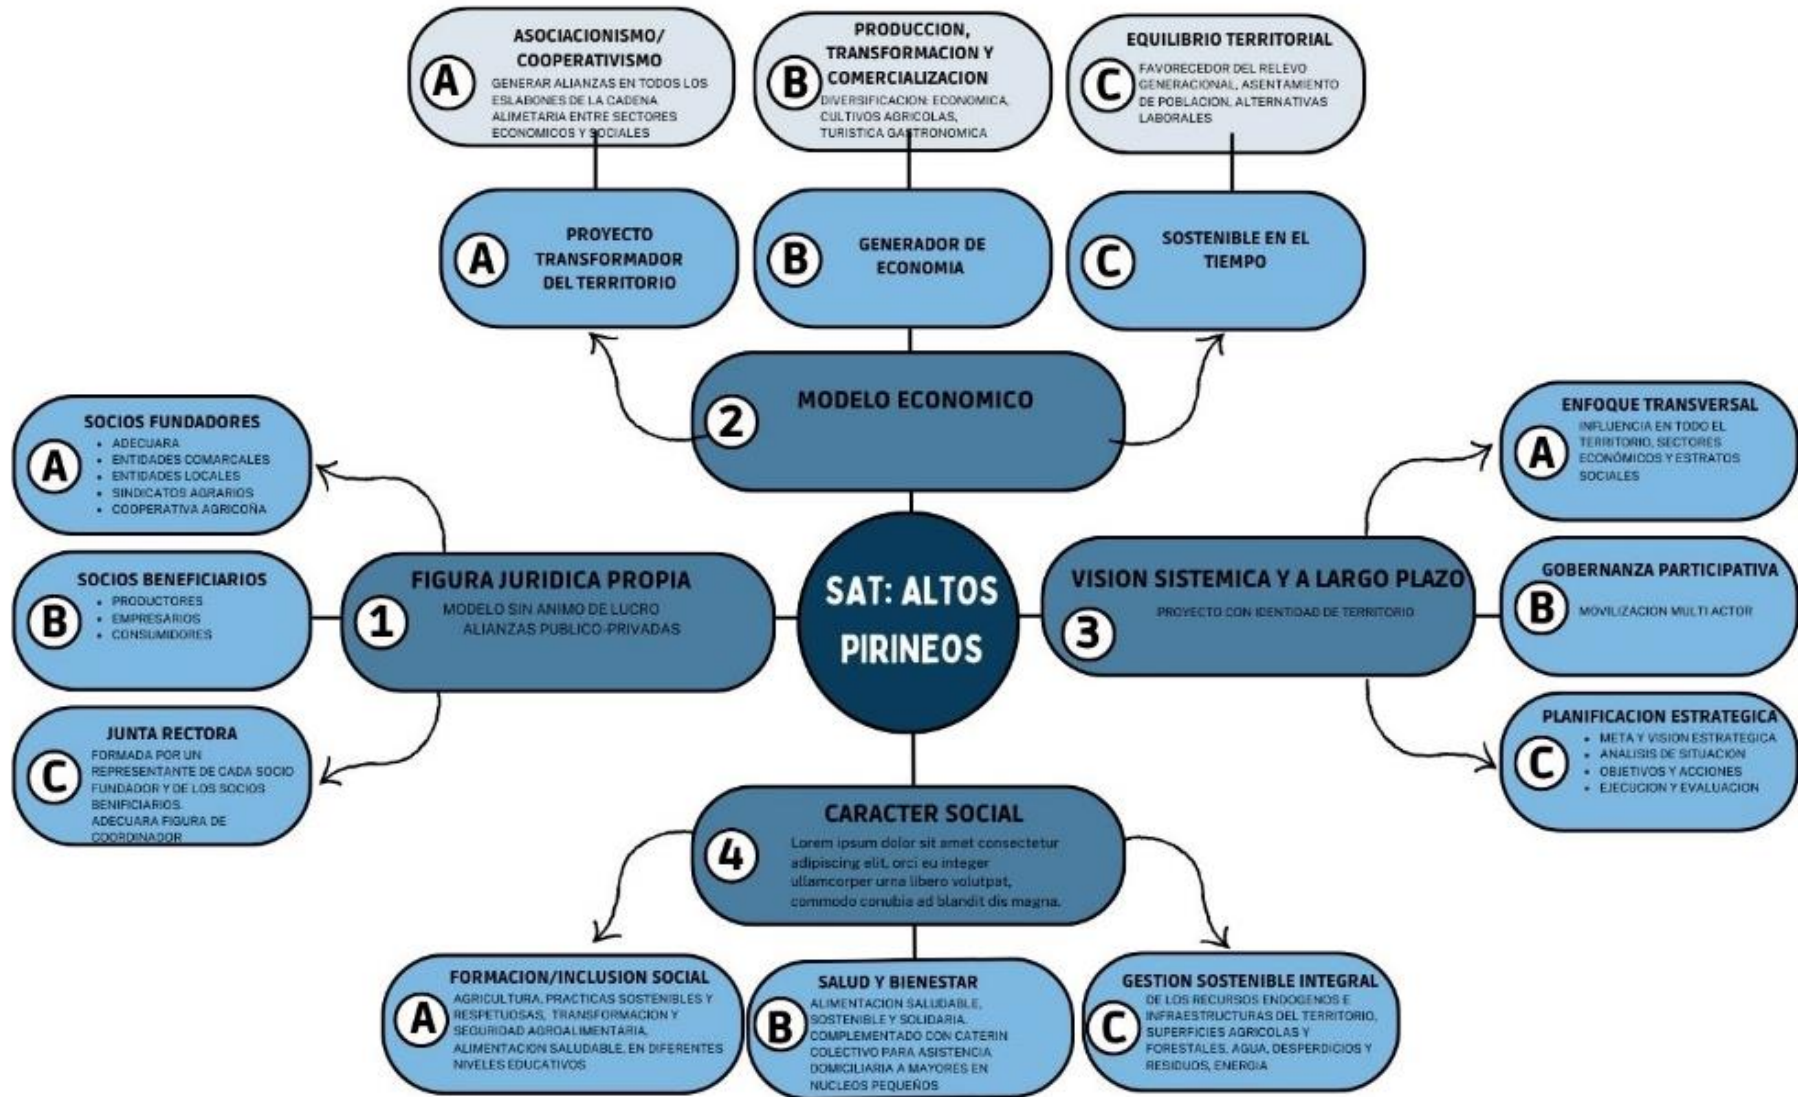 ASOCIACIONISMO/
COOPERATIVISMO
A
GENERAR ALIANZAS EN TODOS LOS
ESLABONES DE LA CADENA
ALIMETARIA ENTRE SECTORES
ECONOMICOS Y SOCIALES
PRODUCCION,
TRANSFORMACION Y
COMERCIALIZACION
B
DIVERSIFICACION: ECONOMICA,
CULTIVOS AGRICOLAS,
TURISTICA GASTRONOMICA
EQUILIBRIO TERRITORIAL
C
FAVORECEDOR DEL RELEVO
GENERACIONAL, ASENTAMIENTO
DE POBLACION, ALTERNATIVAS
LABORALES
A
PROYECTO
TRANSFORMADOR
DEL TERRITORIO
B
GENERADOR DE
ECONOMIA
C
SOSTENIBLE EN EL
TIEMPO
2
MODELO ECONOMICO
SOCIOS FUNDADORES
A
• ADECUARA
• ENTIDADES COMARCALES
• ENTIDADES LOCALES
• SINDICATOS AGRARIOS
• COOPERATIVA AGRICOÑA
SOCIOS BENEFICIARIOS
B
• PRODUCTORES
• EMPRESARIOS
• CONSUMIDORES
JUNTA RECTORA
C
FORMADA POR UN
REPRESENTANTE DE CADA SOCIO
FUNDADOR Y DE LOS SOCIOS
BENIFICIARIOS.
ADECUARA FIGURA DE
COORDINADOR
FIGURA JURIDICA PROPIA
1
MODELO SIN ANIMO DE LUCRO
ALIANZAS PUBLICO-PRIVADAS
SAT: ALTOS
PIRINEOS
VISION SISTEMICA Y A LARGO PLAZO
3
PROYECTO CON IDENTIDAD DE TERRITORIO
ENFOQUE TRANSVERSAL
A
INFLUENCIA EN TODO EL
TERRITORIO, SECTORES
ECONÓMICOS Y ESTRATOS
SOCIALES
GOBERNANZA PARTICIPATIVA
B
MOVILIZACION MULTI ACTOR
PLANIFICACION ESTRATEGICA
C
• META Y VISION ESTRATEGICA
• ANALISIS DE SITUACION
• OBJETIVOS Y ACCIONES
• EJECUCION Y EVALUACION
CARACTER SOCIAL
4
Lorem ipsum dolor sit amet consectetur
adipiscing elit, orci eu integer
ullamcorper urna libero volutpat,
commodo conubia ad blandit dis magna.
FORMACION/INCLUSION SOCIAL
A
AGRICULTURA, PRACTICAS SOSTENIBLES Y
RESPETUOSAS, TRANSFORMACION Y
SEGURIDAD AGROALIMENTARIA,
ALIMENTACION SALUDABLE, EN DIFERENTES
NIVELES EDUCATIVOS
SALUD Y BIENESTAR
B
ALIMENTACION SALUDABLE,
SOSTENIBLE Y SOLIDARIA.
COMPLEMENTADO CON CATERIN
COLECTIVO PARA ASISTENCIA
DOMICILIARIA A MAYORES EN
NUCLEOS PEQUEÑOS
GESTION SOSTENIBLE INTEGRAL
C
DE LOS RECURSOS ENDOGENOS E
INFRAESTRUCTURAS DEL TERRITORIO,
SUPERFICIES AGRICOLAS Y
FORESTALES, AGUA, DESPERDICIOS Y
RESIDUOS, ENERGIA